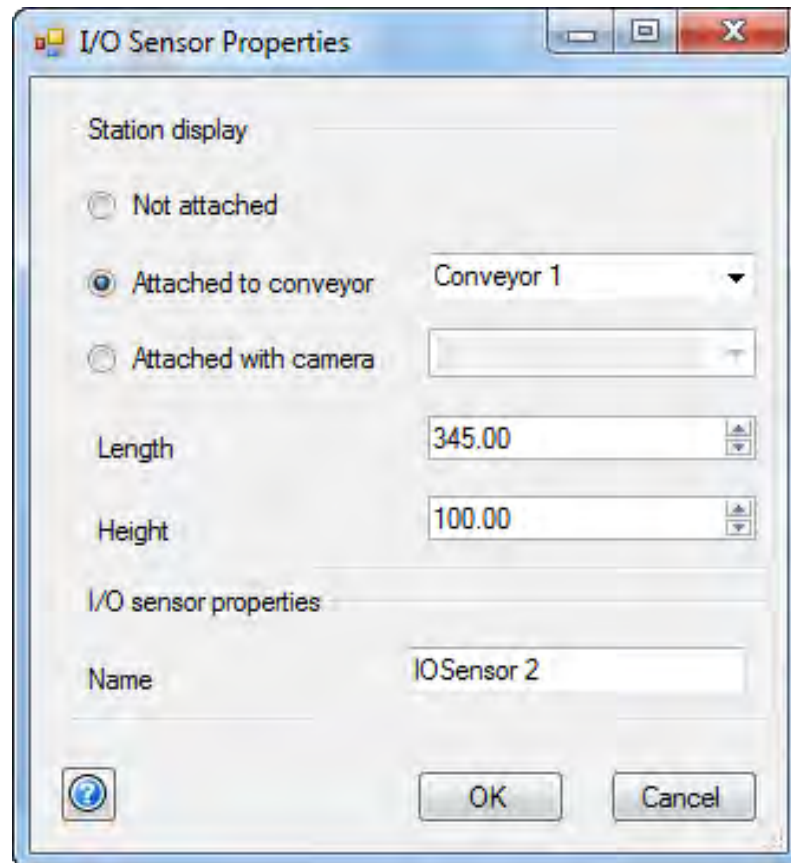 I/O Sensor Properties
Station display
Not attached
Attached to conveyor Conveyor 1
Attached with camera
Length 345.00
Height 100.00
I/O sensor properties
Name IOSensor 2
OK Cancel